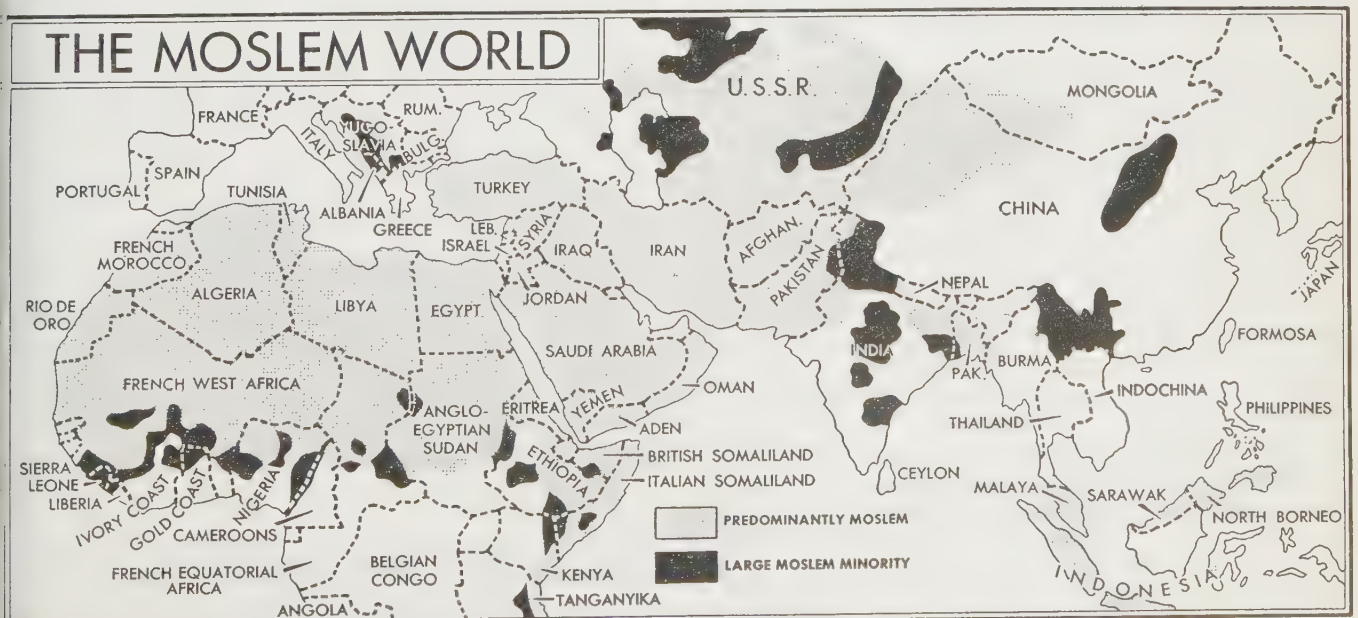 THE MOSLEM WORLD
U.S.S.R.
MONGOLIA
FRANCE
RUM.
YUGO-
SLAVIA
ITALY
BULG.
PORTUGAL
SPAIN
TUNISIA
ALBANIA
GREECE
TURKEY
LEB.
ISRAEL
SYRIA
IRAQ
IRAN
AFGHAN.
PAKISTAN
CHINA
JAPAN
FRENCH
MOROCCO
ALGERIA
LIBYA
EGYPT
JORDAN
NEPAL
RIO DE
ORO
SAUDI ARABIA
INDIA
PAK.
BURMA
FORMOSA
FRENCH WEST AFRICA
ANGLO-
EGYPTIAN
SUDAN
ERITREA
YEMEN
OMAN
ADEN
INDOCHINA
THAILAND
PHILIPPINES
SIERRA
LEONE
LIBERIA
IVORY COAST
GOLD COAST
NIGERIA
CAMEROONS
ETHIOPIA
BRITISH SOMALILAND
ITALIAN SOMALILAND
CEYLON
MALAYA
SARAWAK
NORTH BORNEO
INDONESIA
FRENCH EQUATORIAL
AFRICA
BELGIAN
CONGO
ANGOLA
KENYA
TANGANYIKA
PREDOMINANTLY MOSLEM
LARGE MOSLEM MINORITY